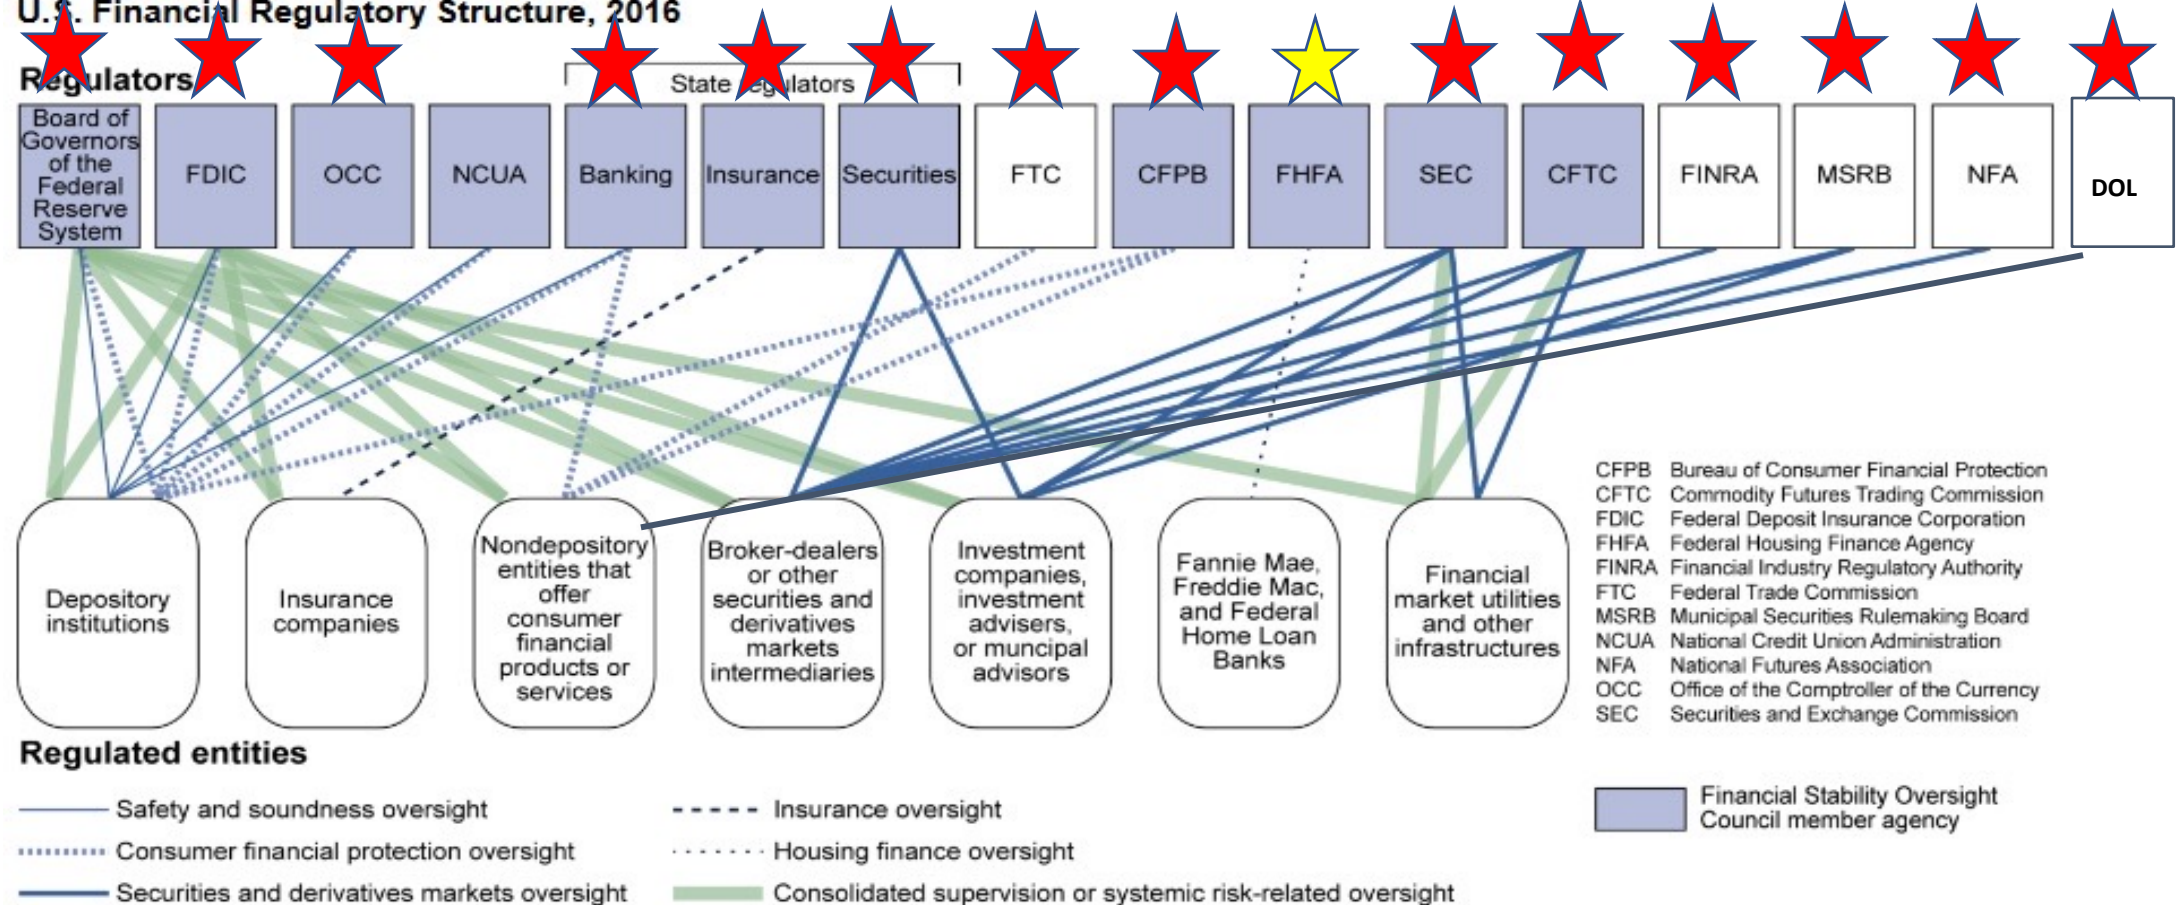 U.S. Financial Regulatory Structure, 2016
Regulators
State regulators
Board of
Governors
of the
Federal
Reserve
System
FDIC
OCC
NCUA
Banking
Insurance
Securities
FTC
CFPB
FHFA
SEC
CFTC
FINRA
MSRB
NFA
DOL
Depository
institutions
Insurance
companies
Nondepository
entities that
offer
consumer
financial
products or
services
Broker-dealers
or other
securities and
derivatives
markets
intermediaries
Investment
companies,
investment
advisers,
or muncipal
advisors
Fannie Mae,
Freddie Mac,
and Federal
Home Loan
Banks
Financial
market utilities
and other
infrastructures
CFPB Bureau of Consumer Financial Protection
CFTC Commodity Futures Trading Commission
FDIC Federal Deposit Insurance Corporation
FHFA Federal Housing Finance Agency
FINRA Financial Industry Regulatory Authority
FTC Federal Trade Commission
MSRB Municipal Securities Rulemaking Board
NCUA National Credit Union Administration
NFA National Futures Association
OCC Office of the Comptroller of the Currency
SEC Securities and Exchange Commission
Regulated entities
Safety and soundness oversight
Consumer financial protection oversight
Securities and derivatives markets oversight
Insurance oversight
Housing finance oversight
Consolidated supervision or systemic risk-related oversight
Financial Stability Oversight
Council member agency